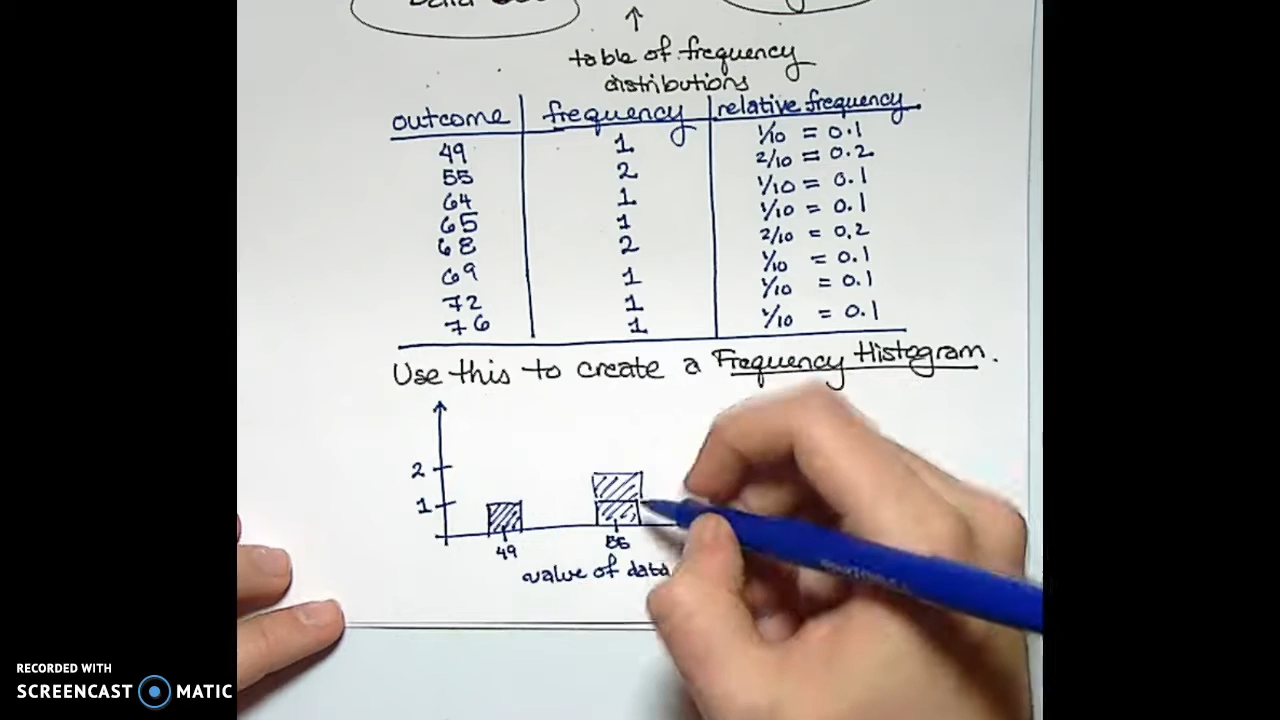 table of frequency
distributions
outcome frequency relative frequency
49 1 1/10 = 0.1
55 2 2/10 = 0.2
64 1 1/10 = 0.1
65 1 1/10 = 0.1
68 2 2/10 = 0.2
69 1 1/10 = 0.1
72 1 1/10 = 0.1
76 1 1/10 = 0.1
Use this to create a Frequency Histogram.
2
1
49 55
value of data
RECORDED WITH
SCREENCAST MATIC